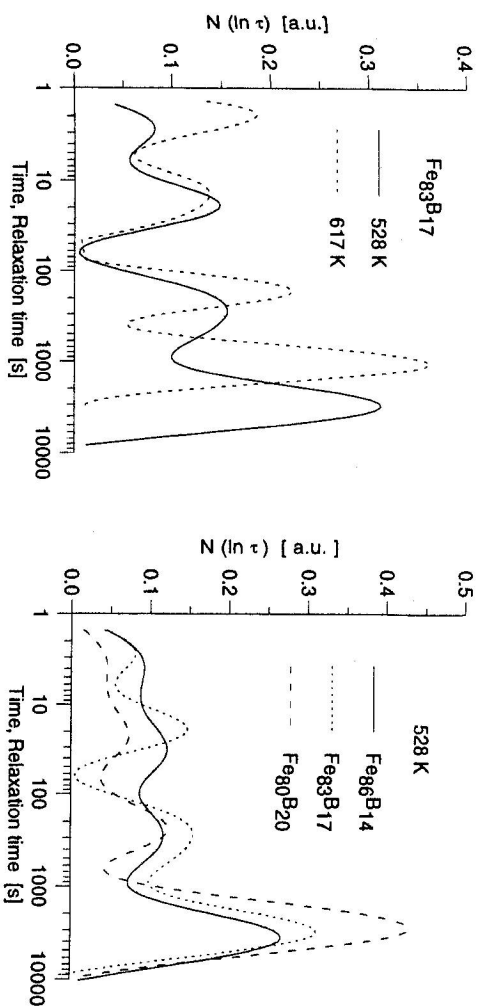 N (ln τ) [a.u.]
0.4
0.3
0.2
0.1
0.0
Fe83B17
528 K
617 K
1
10
100
1000
10000
Time, Relaxation time [s]
N (ln τ) [ a.u. ]
0.5
0.4
0.3
0.2
0.1
0.0
528 K
Fe86B14
Fe83B17
Fe80B20
1
10
100
1000
10000
Time, Relaxation time [s]